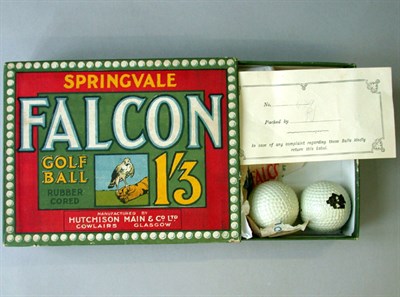 SPRINGVALE
FALCON
GOLF
BALL
RUBBER
CORED
1/3
MANUFACTURED BY
HUTCHISON MAIN & Co LTD
COWLAIRS GLASGOW
No.
Packed by
In case of any complaint regarding these Balls kindly
return this label.